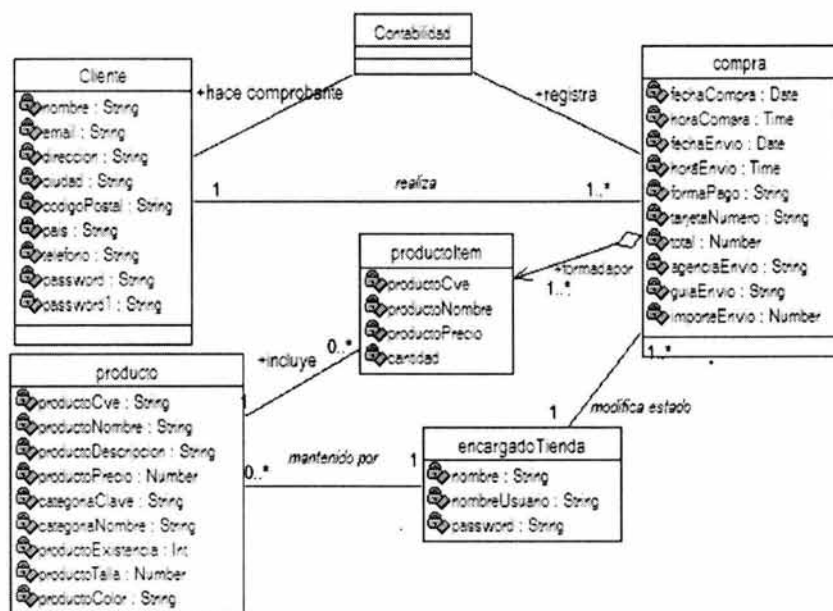 Contabilidad
Cliente
nombre : String
email : String
direccion : String
ciudad : String
codigoPostal : String
pais : String
telefono : String
password : String
password1 : String
+hace comprobante
+registra
compra
fechaCompra : Date
horaCompra : Time
fechaEnvio : Date
horaEnvio : Time
formaPago : String
tarjetaNumero : String
total : Number
agenciaEnvio : String
guiaEnvio : String
importeEnvio : Number
1
realiza
1..*
productoItem
productoCve
productoNombre
productoPrecio
cantidad
+formadapor
1..*
0..*
+incluye
1
producto
productoCve : String
productoNombre : String
productoDescripcion : String
productoPrecio : Number
categoriaClave : String
categoriaNombre : String
productoExistencia : Int
productoTalla : Number
productoColor : String
1..*
1
modifica estado
0..*
mantenido por
1
encargadoTienda
nombre : String
nombreUsuario : String
password : String